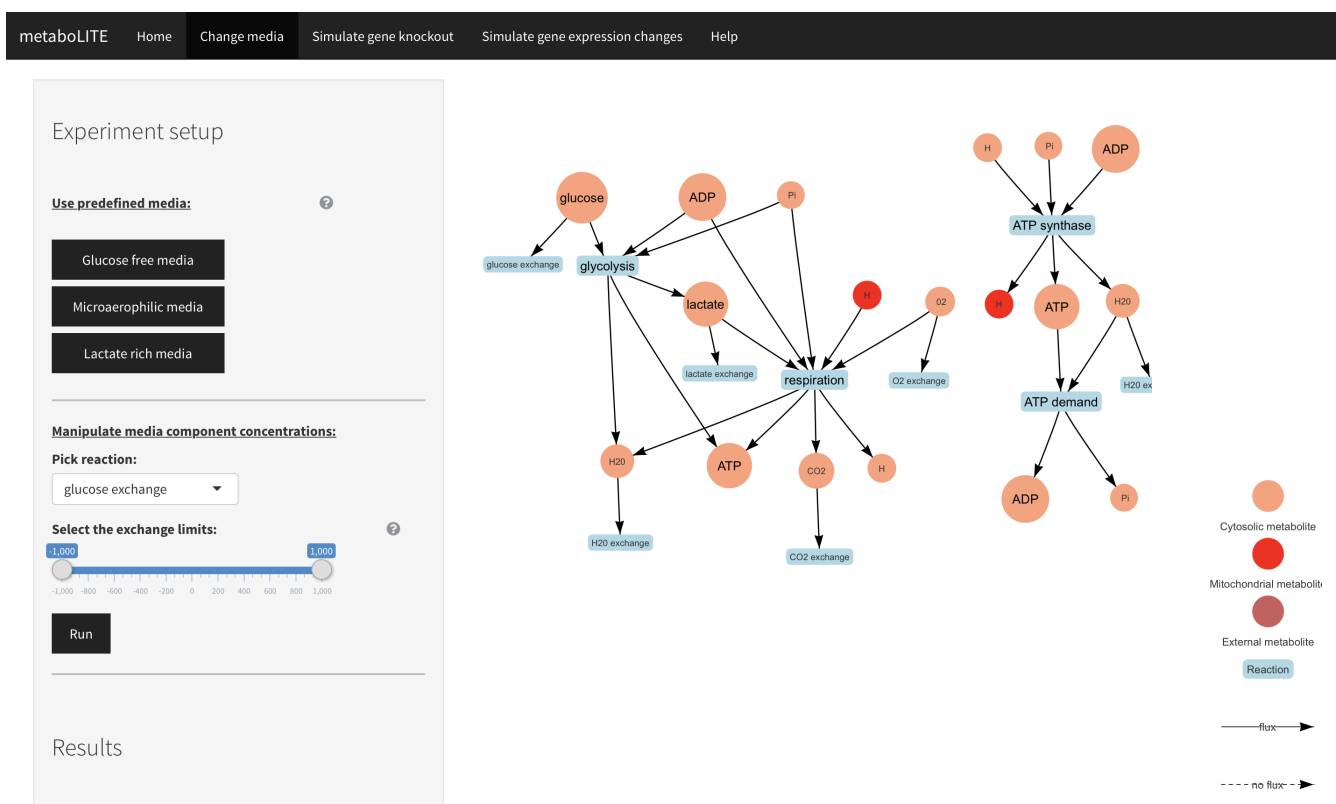 metaboLITE Home Change media Simulate gene knockout Simulate gene expression changes Help
Experiment setup
Use predefined media:
?
Glucose free media
Microaerophilic media
Lactate rich media
Manipulate media component concentrations:
Pick reaction:
glucose exchange
Select the exchange limits:
?
-1,000 1,000
-1,000 -800 -600 -400 -200 0 200 400 600 800 1,000
Run
Results
glucose
ADP
Pi
glucose exchange
glycolysis
lactate
H
02
lactate exchange
respiration
O2 exchange
H20
ATP
CO2
H
H20 exchange
CO2 exchange
H
Pi
ADP
ATP synthase
H
ATP
H20
H20 ex
ATP demand
ADP
Pi
Cytosolic metabolite
Mitochondrial metabolite
External metabolite
Reaction
flux
no flux